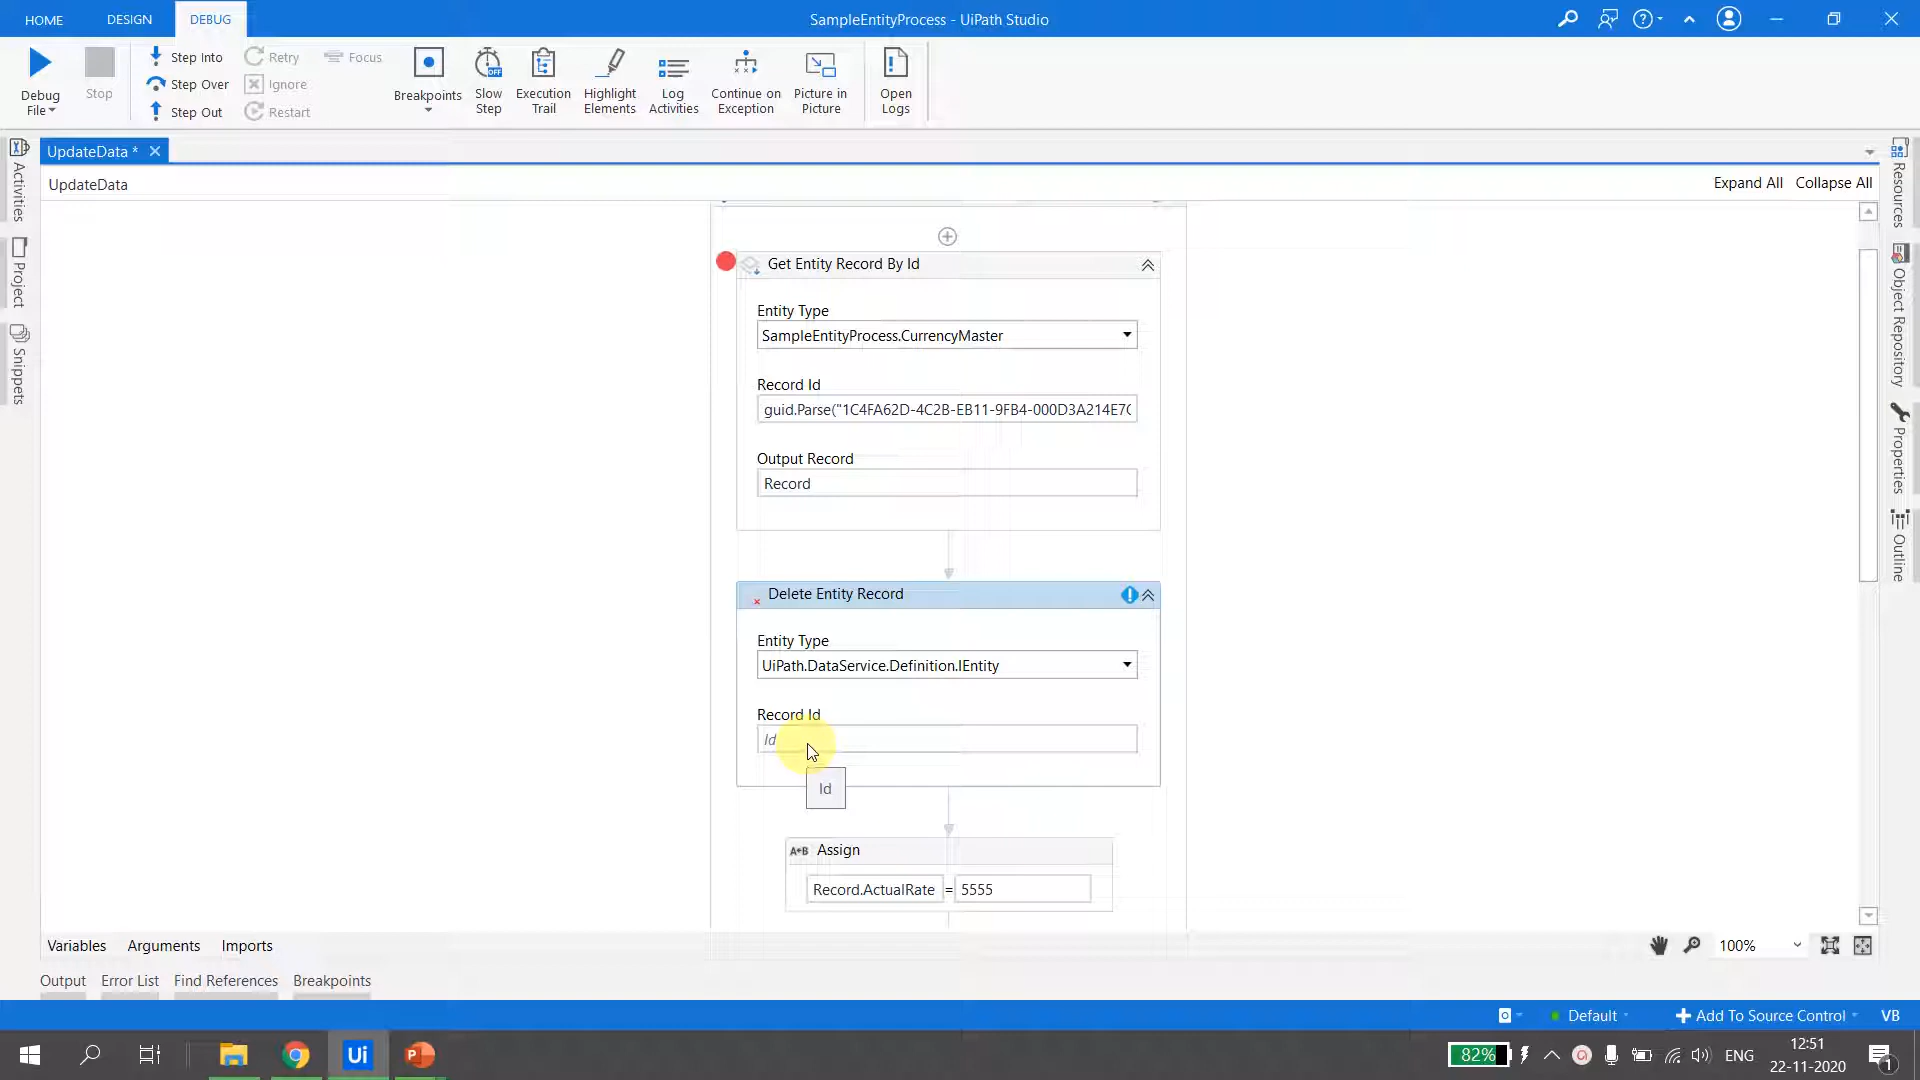 HOME
DESIGN
DEBUG
SampleEntityProcess - UiPath Studio
Debug
File
Stop
Step Into
Step Over
Step Out
Retry
Ignore
Restart
Focus
Breakpoints
OFF
Slow
Step
Execution
Trail
Highlight
Elements
Log
Activities
Continue on
Exception
Picture in
Picture
Open
Logs
UpdateData *
UpdateData
Expand All
Collapse All
Activities
Project
Snippets
Resources
Object Repository
Properties
Outline
Get Entity Record By Id
Entity Type
SampleEntityProcess.CurrencyMaster
Record Id
guid.Parse("1C4FA62D-4C2B-EB11-9FB4-000D3A214E7C
Output Record
Record
Delete Entity Record
Entity Type
UiPath.DataService.Definition.IEntity
Record Id
Id
Id
A+B Assign
Record.ActualRate = 5555
Variables
Arguments
Imports
100%
Output
Error List
Find References
Breakpoints
Default
Add To Source Control
VB
Ui
P
82%
ENG
12:51
22-11-2020
1